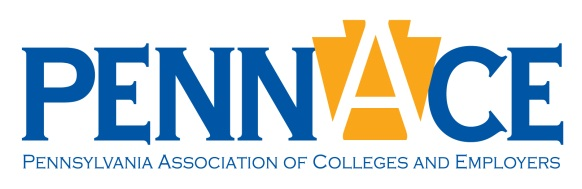 PENNACE
PENNSYLVANIA ASSOCIATION OF COLLEGES AND EMPLOYERS